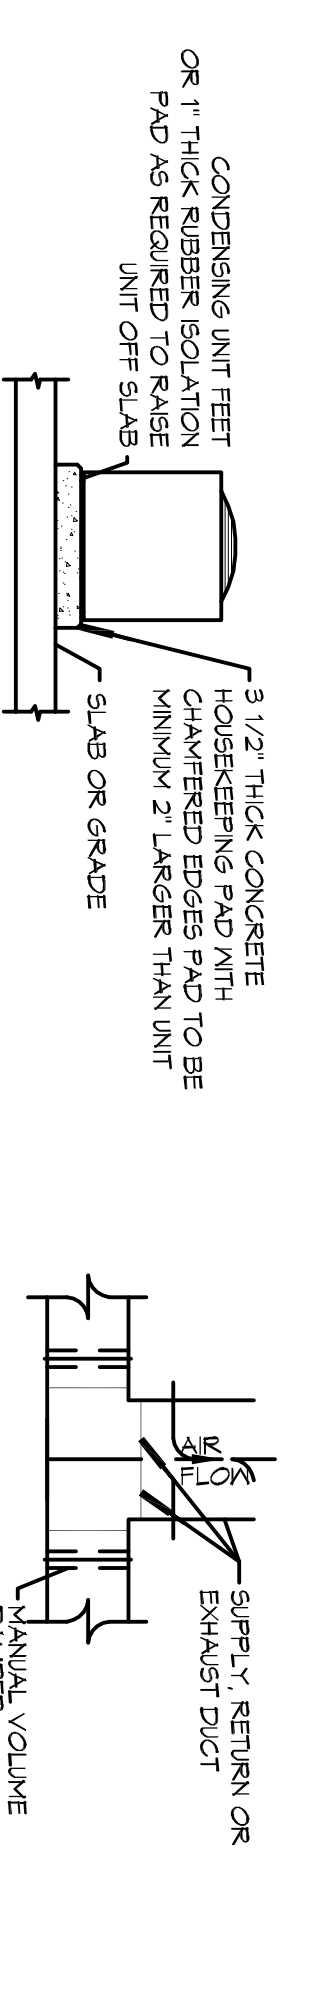 CONDENSING UNIT FEET
OR 1" THICK RUBBER ISOLATION
PAD AS REQUIRED TO RAISE
UNIT OFF SLAB
3 1/2" THICK CONCRETE
HOUSEKEEPING PAD WITH
CHAMFERED EDGES PAD TO BE
MINIMUM 2" LARGER THAN UNIT
SLAB OR GRADE
AIR
FLOW
SUPPLY, RETURN OR
EXHAUST DUCT
MANUAL VOLUME